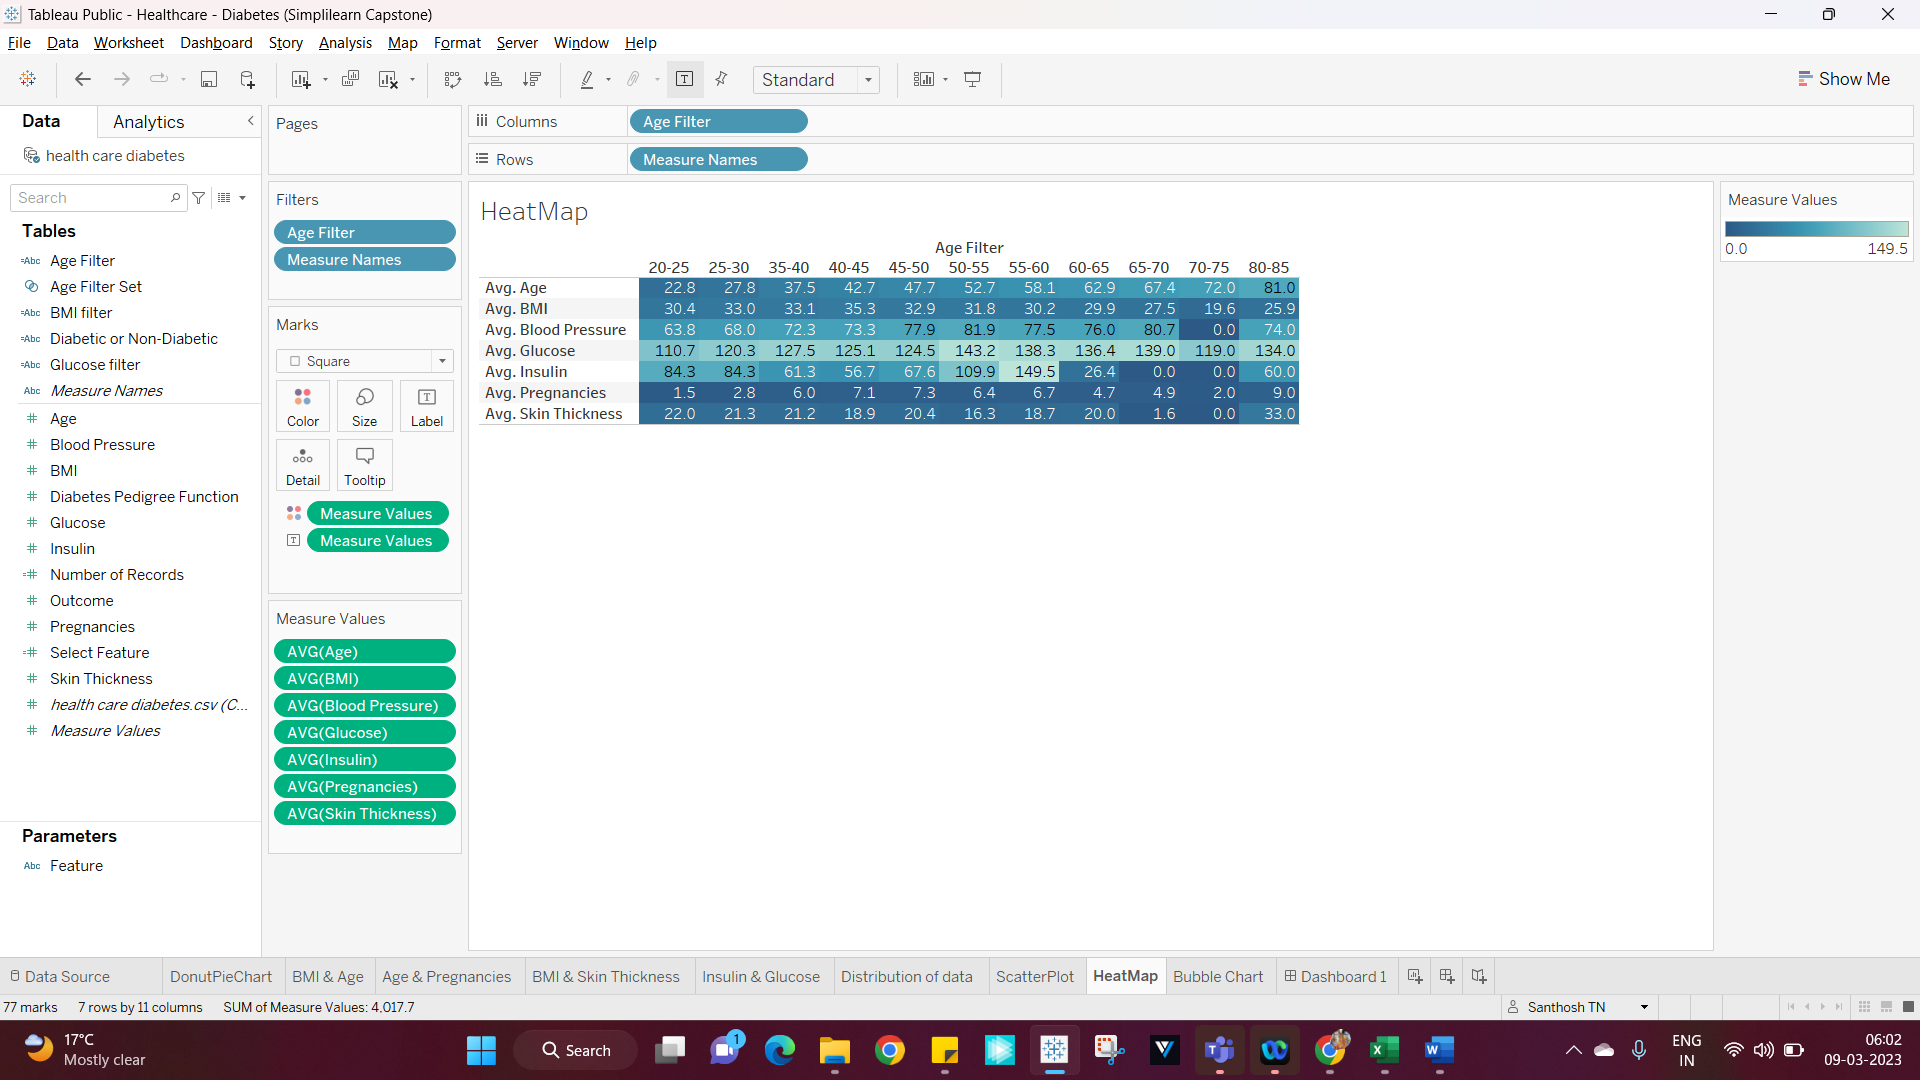 Tableau Public - Healthcare - Diabetes (Simplilearn Capstone)
File Data Worksheet Dashboard Story Analysis Map Format Server Window Help
Standard
Show Me
Data Analytics
health care diabetes
Search
Tables
Abc Age Filter
Age Filter Set
Abc BMI filter
Abc Diabetic or Non-Diabetic
Abc Glucose filter
Abc Measure Names
# Age
# Blood Pressure
# BMI
# Diabetes Pedigree Function
# Glucose
# Insulin
=# Number of Records
# Outcome
# Pregnancies
=# Select Feature
# Skin Thickness
# health care diabetes.csv (C...
# Measure Values
Parameters
Abc Feature
Pages
Filters
Age Filter
Measure Names
Marks
Square
Color Size Label
Detail Tooltip
Measure Values
Measure Values
Measure Values
AVG(Age)
AVG(BMI)
AVG(Blood Pressure)
AVG(Glucose)
AVG(Insulin)
AVG(Pregnancies)
AVG(Skin Thickness)
Columns Age Filter
Rows Measure Names
HeatMap
Age Filter
20-25 25-30 35-40 40-45 45-50 50-55 55-60 60-65 65-70 70-75 80-85
Avg. Age 22.8 27.8 37.5 42.7 47.7 52.7 58.1 62.9 67.4 72.0 81.0
Avg. BMI 30.4 33.0 33.1 35.3 32.9 31.8 30.2 29.9 27.5 19.6 25.9
Avg. Blood Pressure 63.8 68.0 72.3 73.3 77.9 81.9 77.5 76.0 80.7 0.0 74.0
Avg. Glucose 110.7 120.3 127.5 125.1 124.5 143.2 138.3 136.4 139.0 119.0 134.0
Avg. Insulin 84.3 84.3 61.3 56.7 67.6 109.9 149.5 26.4 0.0 0.0 60.0
Avg. Pregnancies 1.5 2.8 6.0 7.1 7.3 6.4 6.7 4.7 4.9 2.0 9.0
Avg. Skin Thickness 22.0 21.3 21.2 18.9 20.4 16.3 18.7 20.0 1.6 0.0 33.0
Measure Values
0.0 149.5
Data Source DonutPieChart BMI & Age Age & Pregnancies BMI & Skin Thickness Insulin & Glucose Distribution of data ScatterPlot HeatMap Bubble Chart Dashboard 1
77 marks 7 rows by 11 columns SUM of Measure Values: 4,017.7
Santhosh TN
17°C
Mostly clear
Search
1
ENG
IN
06:02
09-03-2023